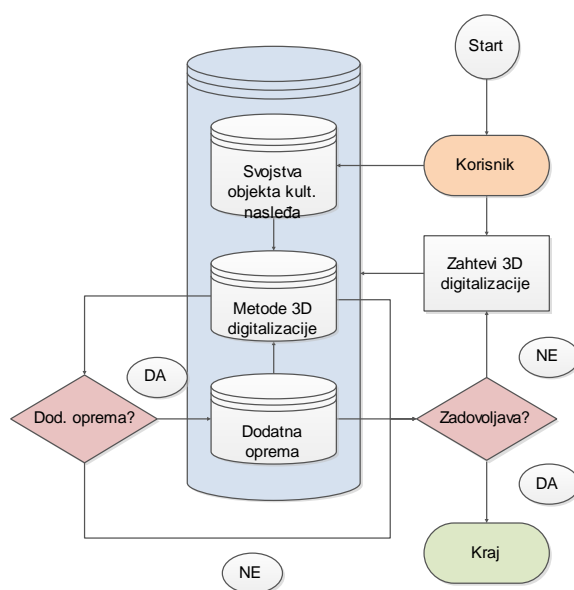 Start
Korisnik
Svojstva
objekta kult.
nasleđa
Zahtevi 3D
digitalizacije
Metode 3D
digitalizacije
NE
DA
Dod. oprema?
Dodatna
oprema
Zadovoljava?
DA
Kraj
NE